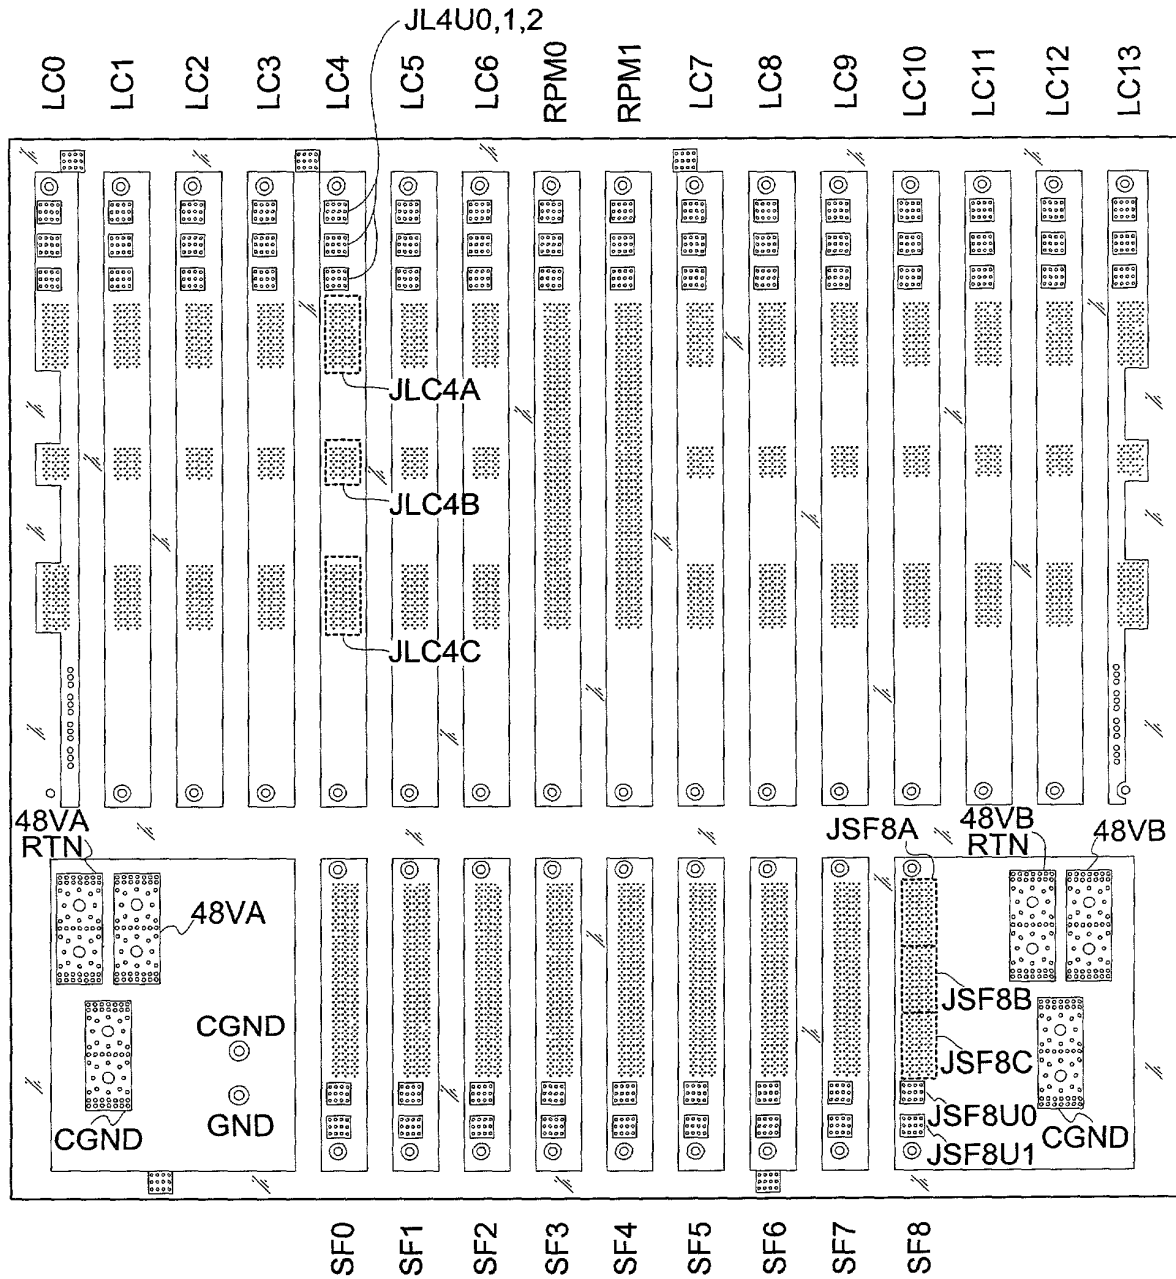 JL4U0,1,2
LC0
LC1
LC2
LC3
LC4
LC5
LC6
RPM0
RPM1
LC7
LC8
LC9
LC10
LC11
LC12
LC13
JLC4A
JLC4B
JLC4C
48VA
RTN
48VA
CGND
GND
CGND
JSF8A
48VB
RTN
48VB
JSF8B
JSF8C
JSF8U0
JSF8U1
CGND
SF0
SF1
SF2
SF3
SF4
SF5
SF6
SF7
SF8